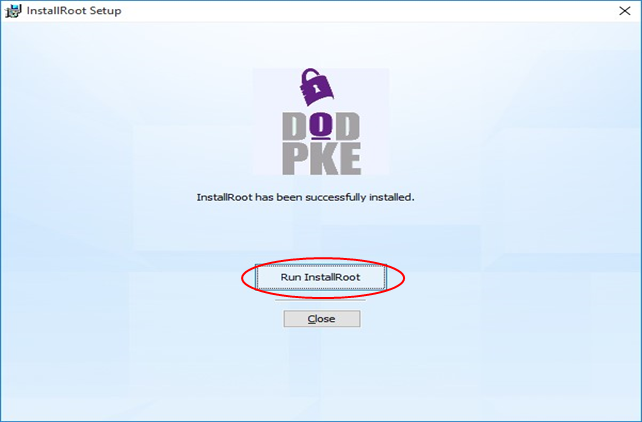 InstallRoot Setup
DOD
PKE
InstallRoot has been successfully installed.
Run InstallRoot
Close